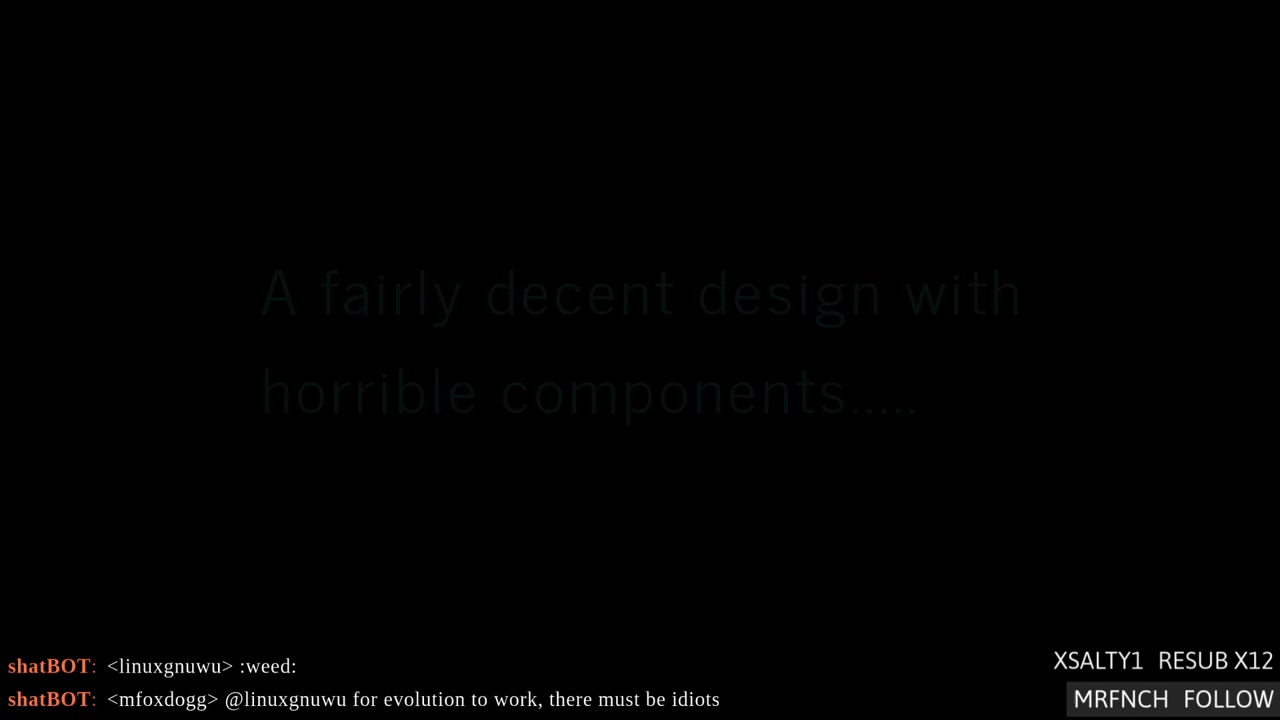 A fairly decent design with
horrible components.....
shatBOT: <linuxgnuwu> :weed:
shatBOT: <mfoxdogg> @linuxgnuwu for evolution to work, there must be idiots
XSALTY1 RESUB X12
MRFNCH FOLLOW